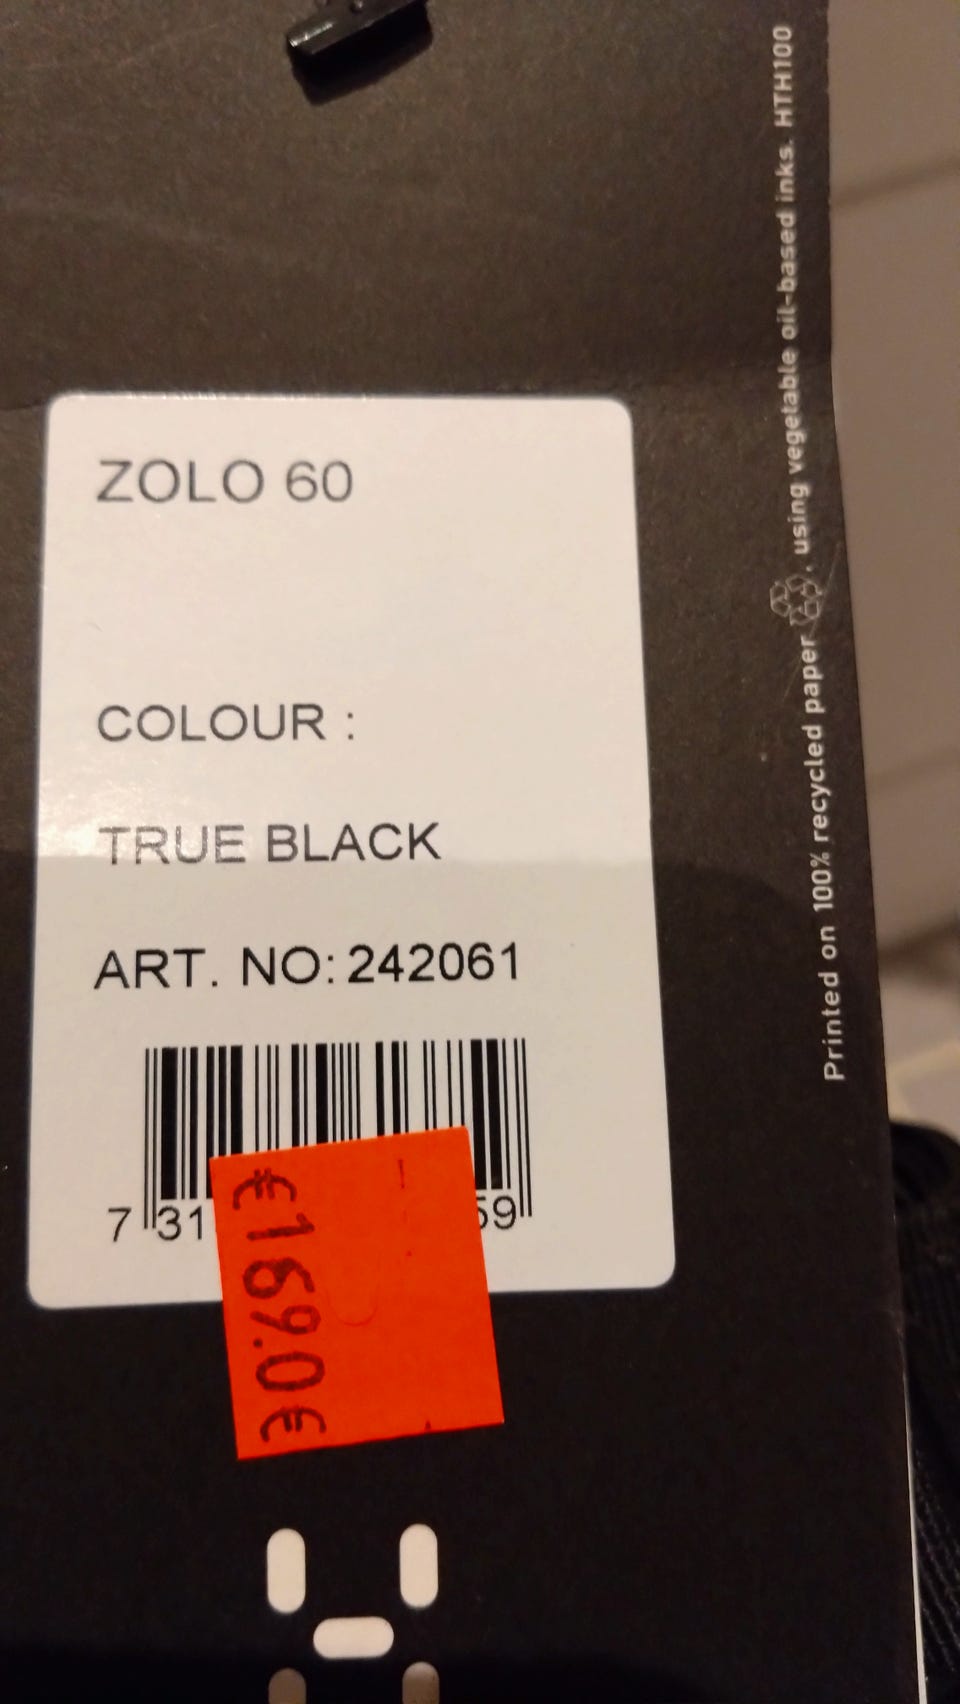 ZOLO 60
COLOUR :
TRUE BLACK
ART. NO: 242061
7 31 59
€169.0€
Printed on 100% recycled paper, using vegetable oil-based inks. HTH100